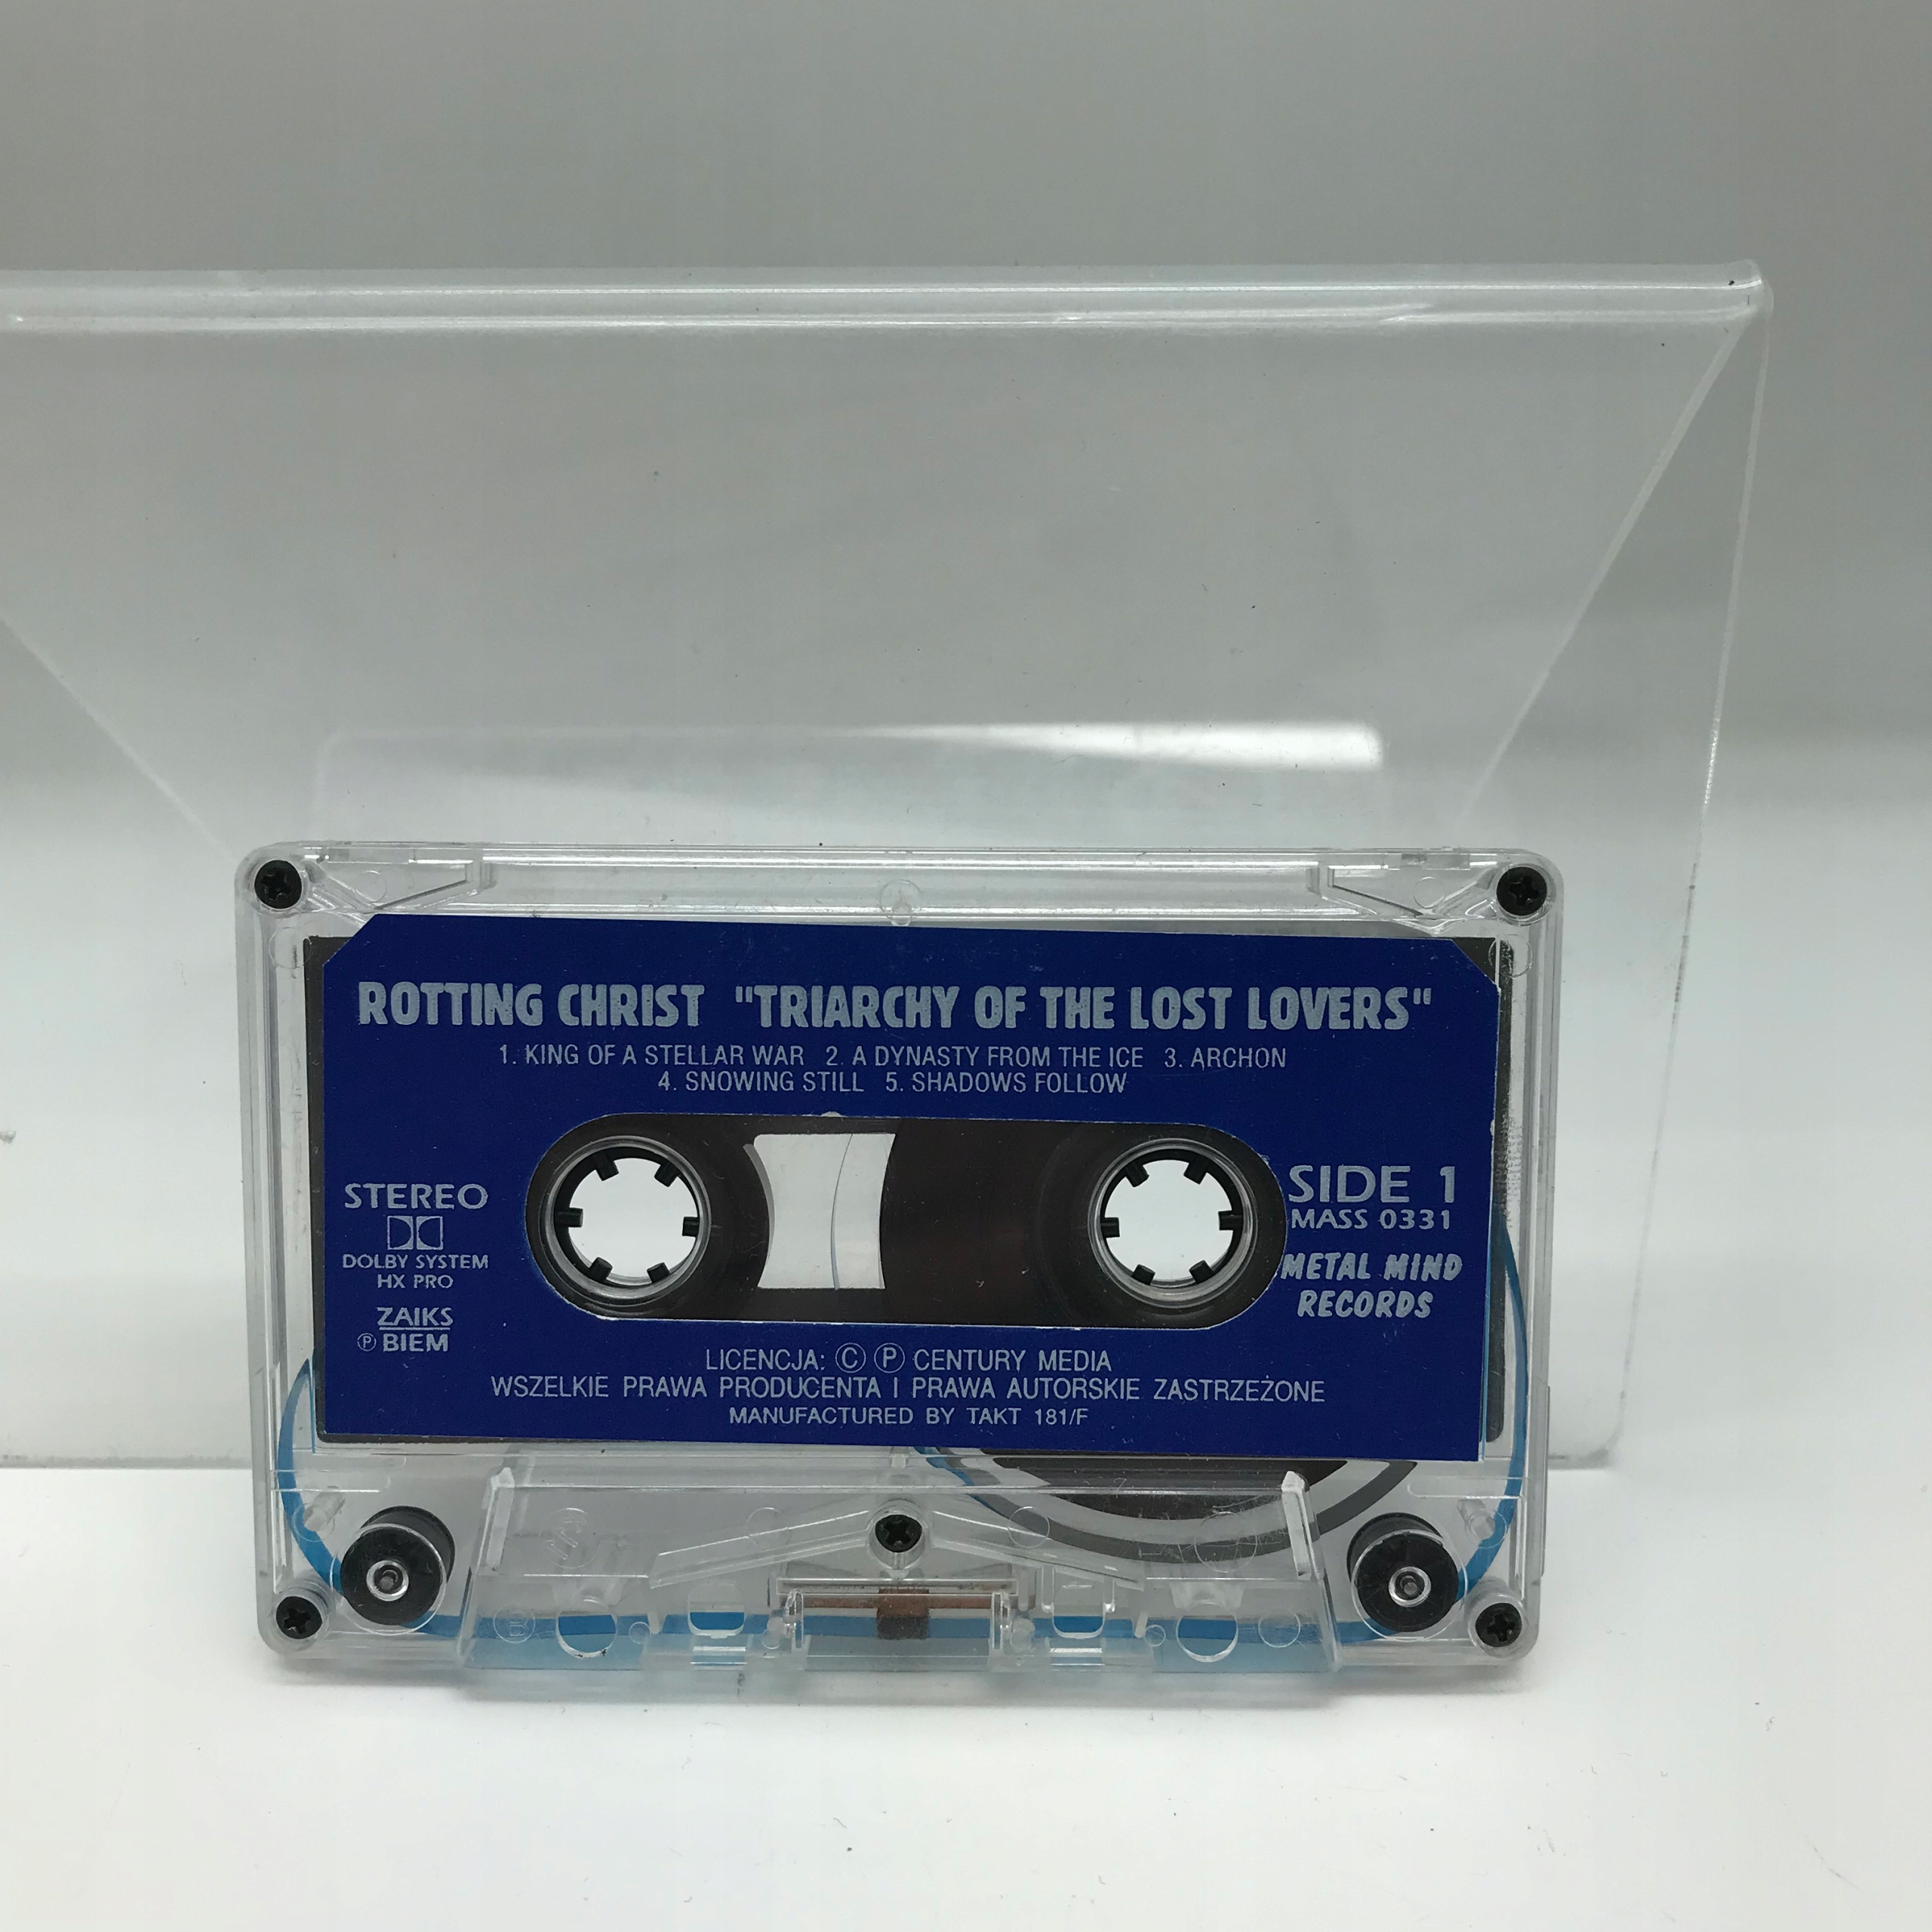 ROTTING CHRIST "TRIARCHY OF THE LOST LOVERS"
1. KING OF A STELLAR WAR 2. A DYNASTY FROM THE ICE 3. ARCHON
4. SNOWING STILL 5. SHADOWS FOLLOW
STEREO
DOLBY SYSTEM
HX PRO
ZAIKS
Ⓟ BIEM
SIDE 1
MASS 0331
METAL MIND
RECORDS
LICENCJA: Ⓒ Ⓟ CENTURY MEDIA
WSZELKIE PRAWA PRODUCENTA I PRAWA AUTORSKIE ZASTRZEŻONE
MANUFACTURED BY TAKT 181/F